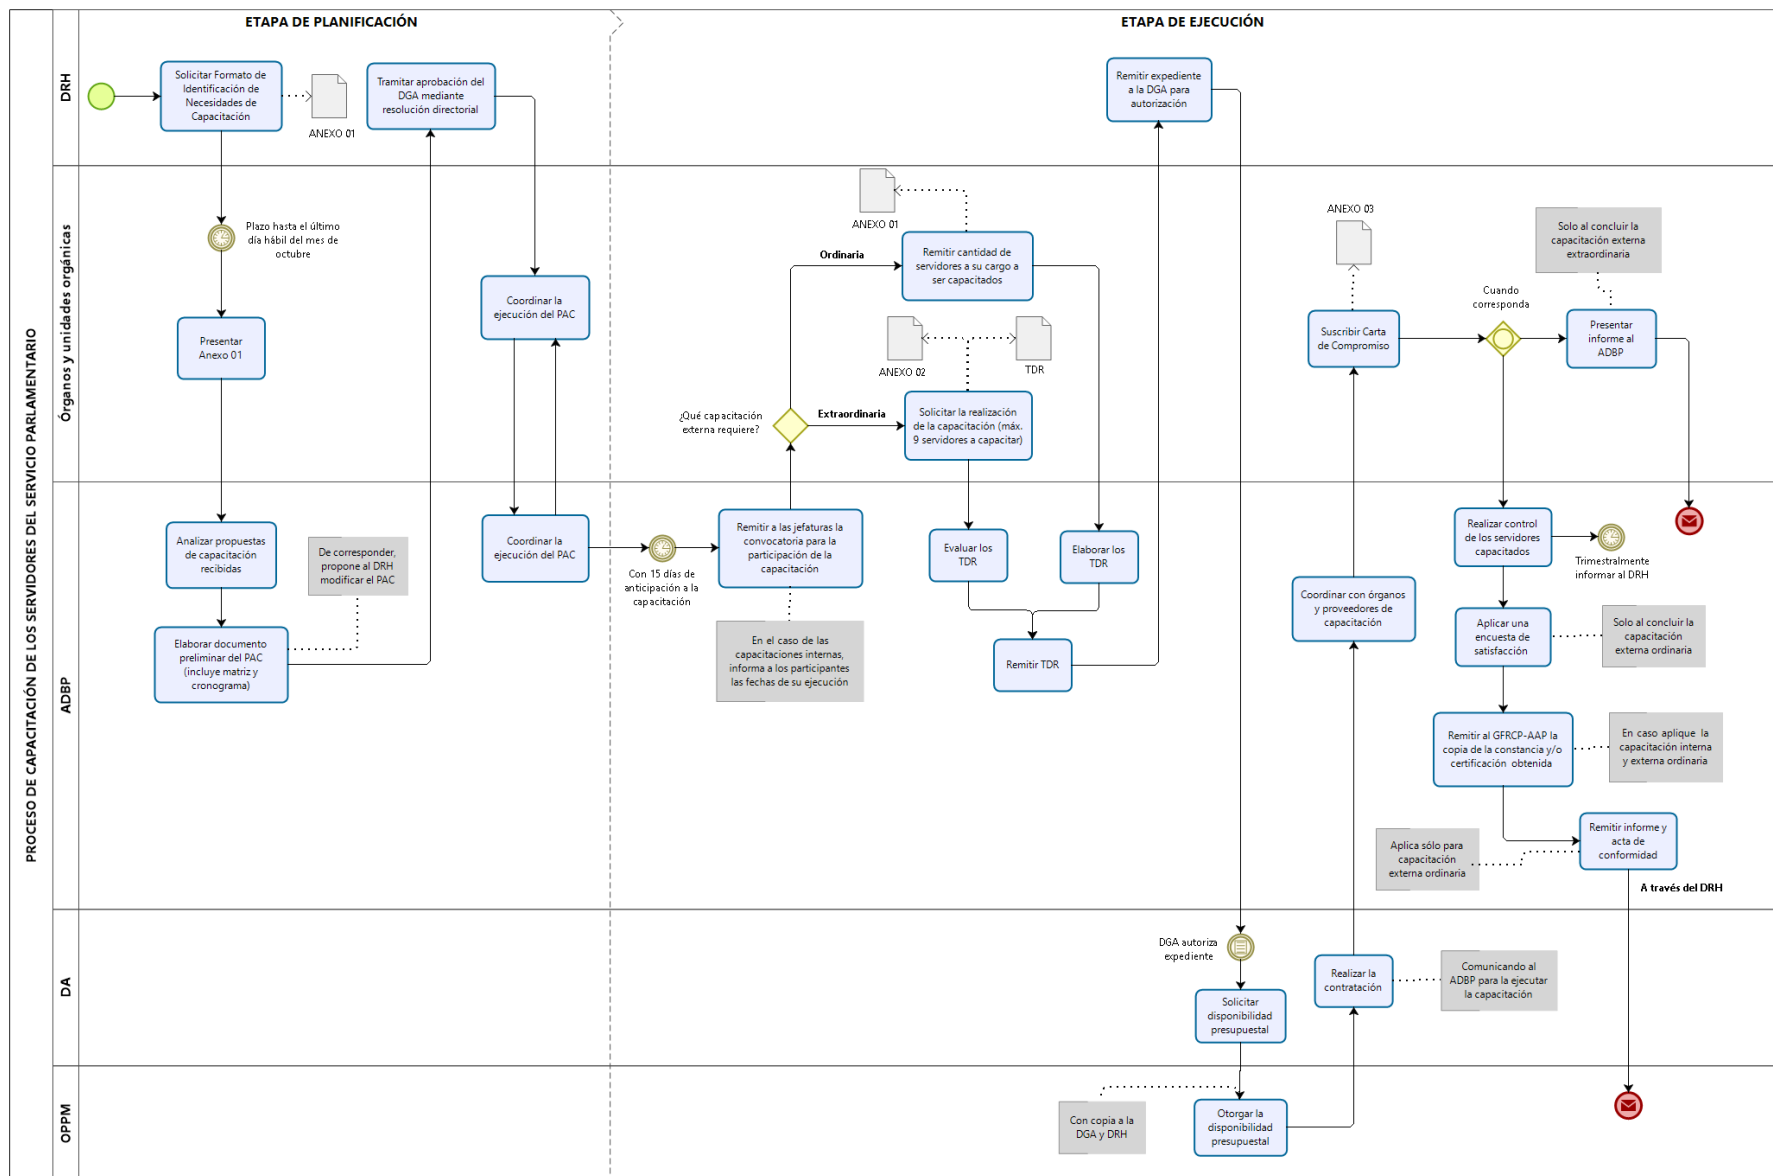 PROCESO DE CAPACITACIÓN DE LOS SERVIDORES DEL SERVICIO PARLAMENTARIO
ETAPA DE PLANIFICACIÓN
ETAPA DE EJECUCIÓN
DRH
Solicitar Formato de
Identificación de
Necesidades de
Capacitación
ANEXO 01
Tramitar aprobación del
DGA mediante
resolución directorial
Remitir expediente
a la DGA para
autorización
Órganos y unidades orgánicas
Plazo hasta el último
día hábil del mes de
octubre
Presentar
Anexo 01
Coordinar la
ejecución del PAC
¿Qué capacitación
externa requiere?
Ordinaria
Extraordinaria
ANEXO 01
Remitir cantidad de
servidores a su cargo a
ser capacitados
ANEXO 02
TDR
Solicitar la realización
de la capacitación (máx.
9 servidores a capacitar)
ANEXO 03
Suscribir Carta
de Compromiso
Cuando
corresponda
Solo al concluir la
capacitación externa
extraordinaria
Presentar
informe al
ADBP
ADBP
Analizar propuestas
de capacitación
recibidas
De corresponder,
propone al DRH
modificar el PAC
Elaborar documento
preliminar del PAC
(incluye matriz y
cronograma)
Coordinar la
ejecución del PAC
Con 15 días de
anticipación a la
capacitación
Remitir a las jefaturas la
convocatoria para la
participación de la
capacitación
En el caso de las
capacitaciones internas,
informa a los participantes
las fechas de su ejecución
Evaluar los
TDR
Elaborar los
TDR
Remitir TDR
Coordinar con órganos
y proveedores de
capacitación
Realizar control
de los servidores
capacitados
Trimestralmente
informar al DRH
Aplicar una
encuesta de
satisfacción
Solo al concluir la
capacitación
externa ordinaria
Remitir al GFRCP-AAP la
copia de la constancia y/o
certificación obtenida
En caso aplique la
capacitación interna
y externa ordinaria
Aplica sólo para
capacitación
externa ordinaria
Remitir informe y
acta de
conformidad
A través del DRH
DA
DGA autoriza
expediente
Solicitar
disponibilidad
presupuestal
Realizar la
contratación
Comunicando al
ADBP para la ejecutar
la capacitación
OPPM
Con copia a la
DGA y DRH
Otorgar la
disponibilidad
presupuestal